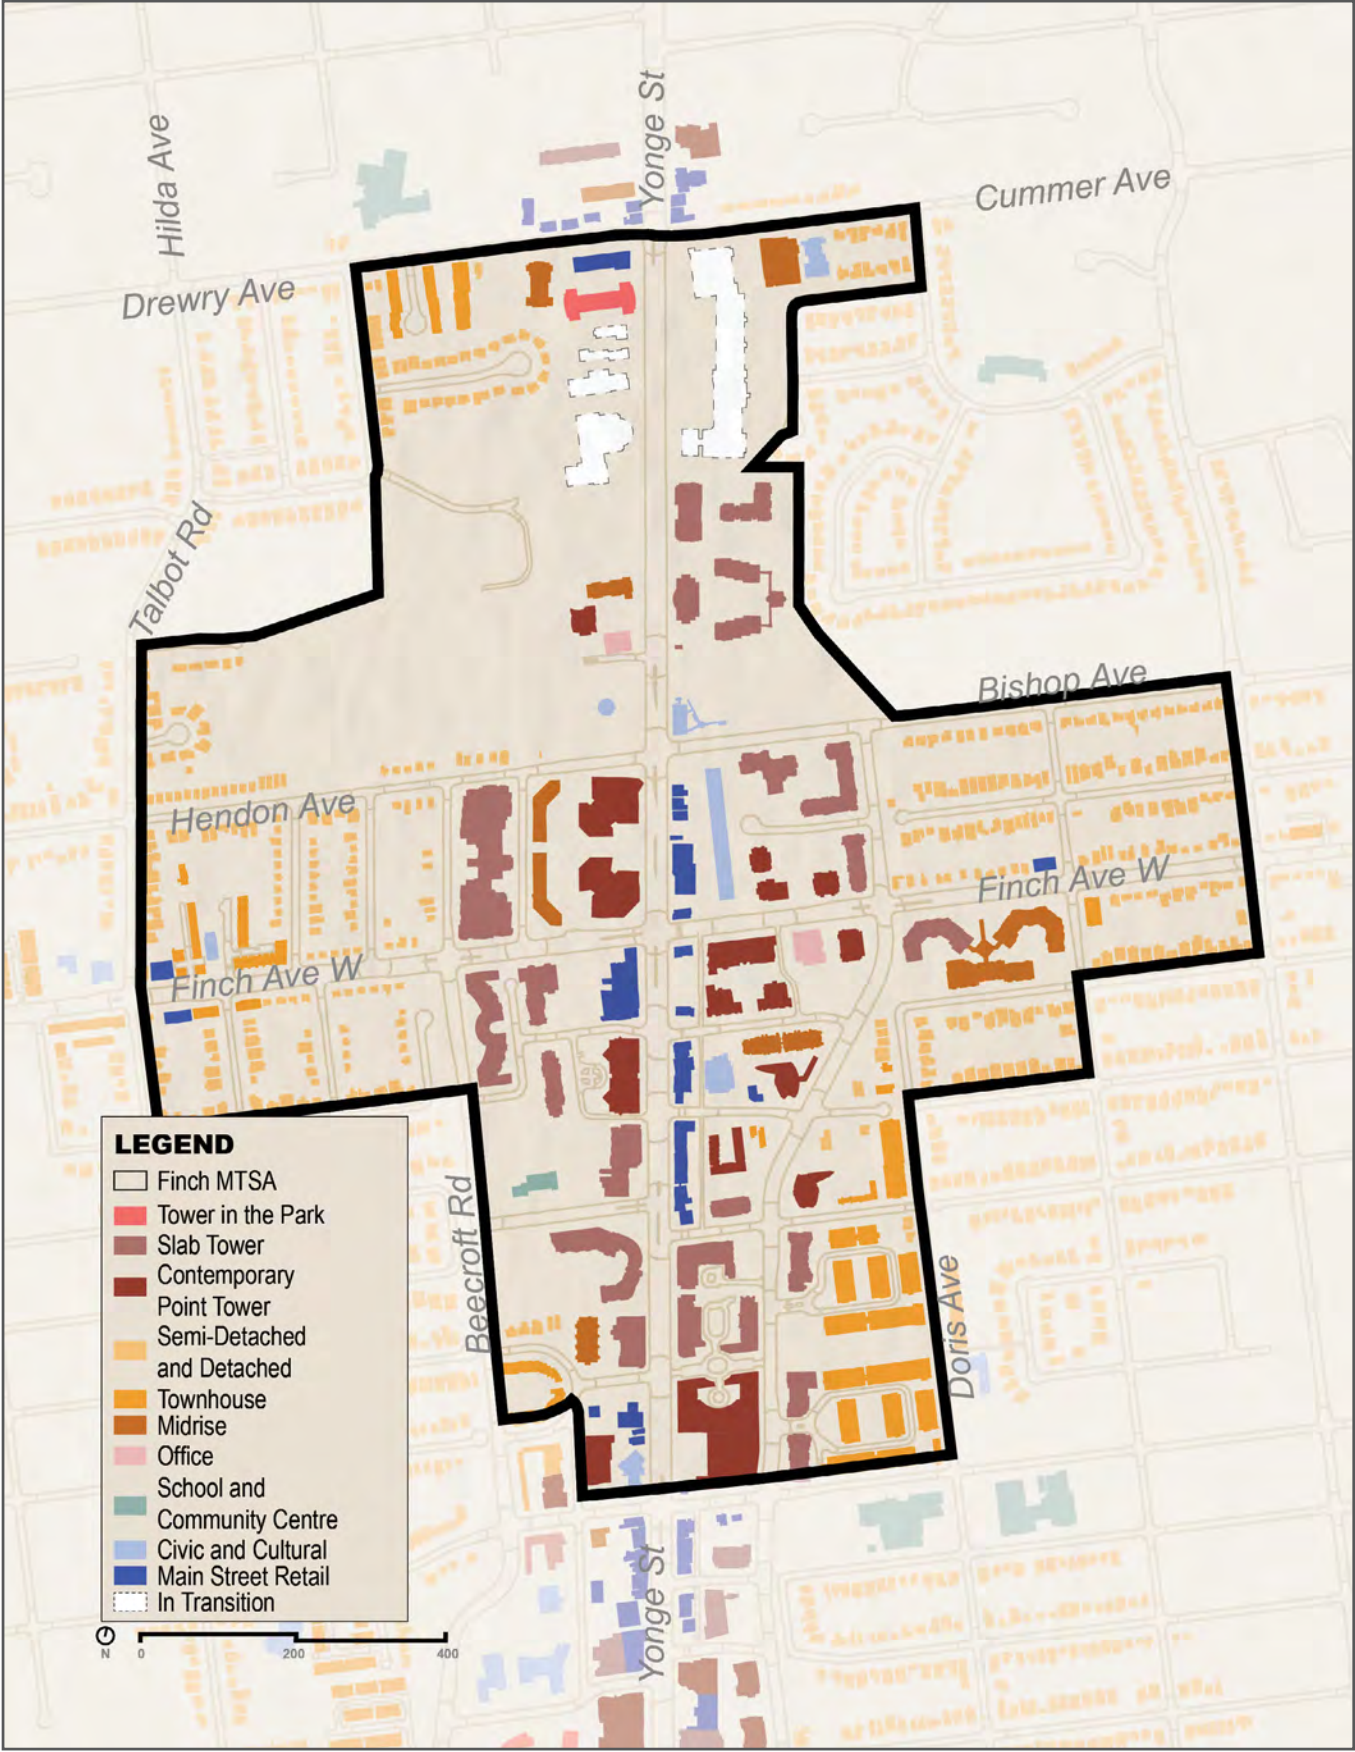 Yonge St
Hilda Ave
Cummer Ave
Drewry Ave
Talbot Rd
Bishop Ave
Hendon Ave
Finch Ave W
Finch Ave W
LEGEND
Finch MTSA
Tower in the Park
Slab Tower
Contemporary
Point Tower
Semi-Detached
and Detached
Townhouse
Midrise
Office
School and
Community Centre
Civic and Cultural
Main Street Retail
In Transition
Beecroft Rd
Doris Ave
Yonge St
N 0 200 400